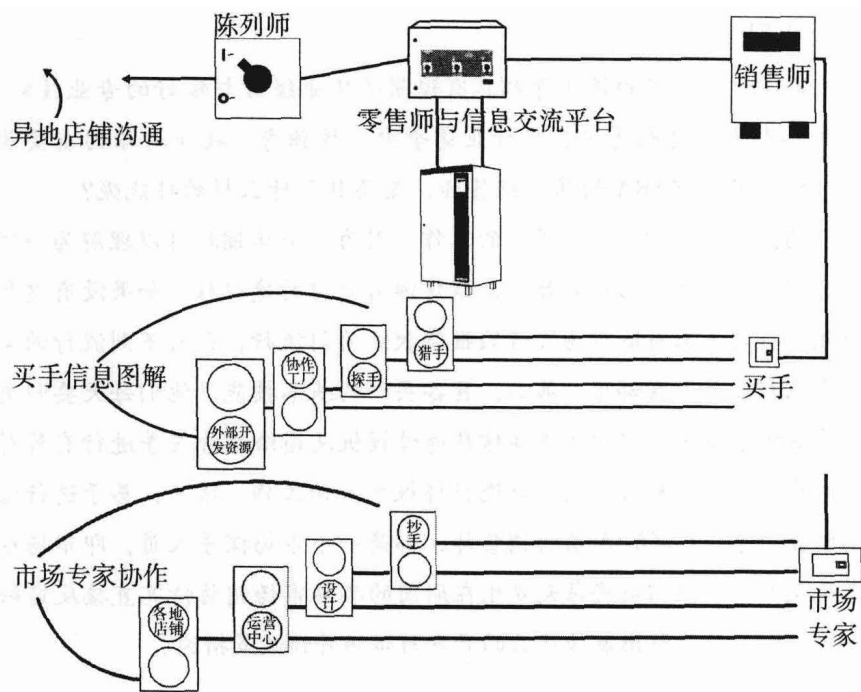 陈列师
销售师
异地店铺沟通
零售师与信息交流平台
猎手
探手
协作
工厂
外部开
发资源
买手信息图解
买手
抄手
设计
运营
中心
各地
店铺
市场专家协作
市场
专家